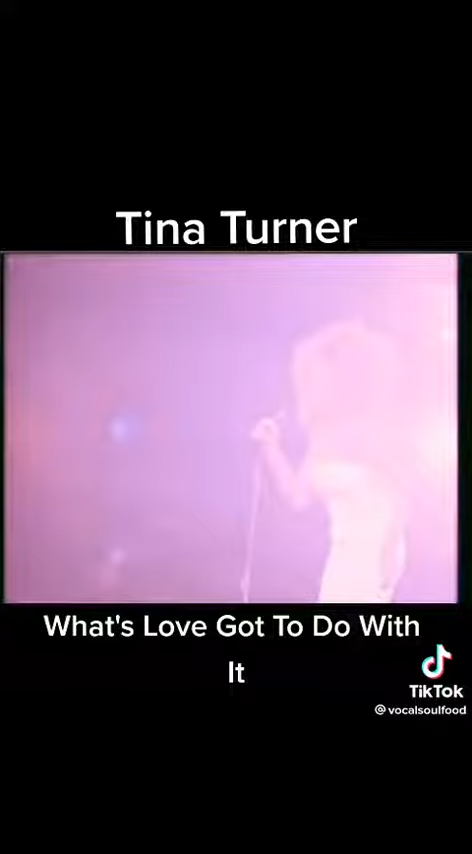 Tina Turner
What's Love Got To Do With
It
TikTok
@vocalsoulfood